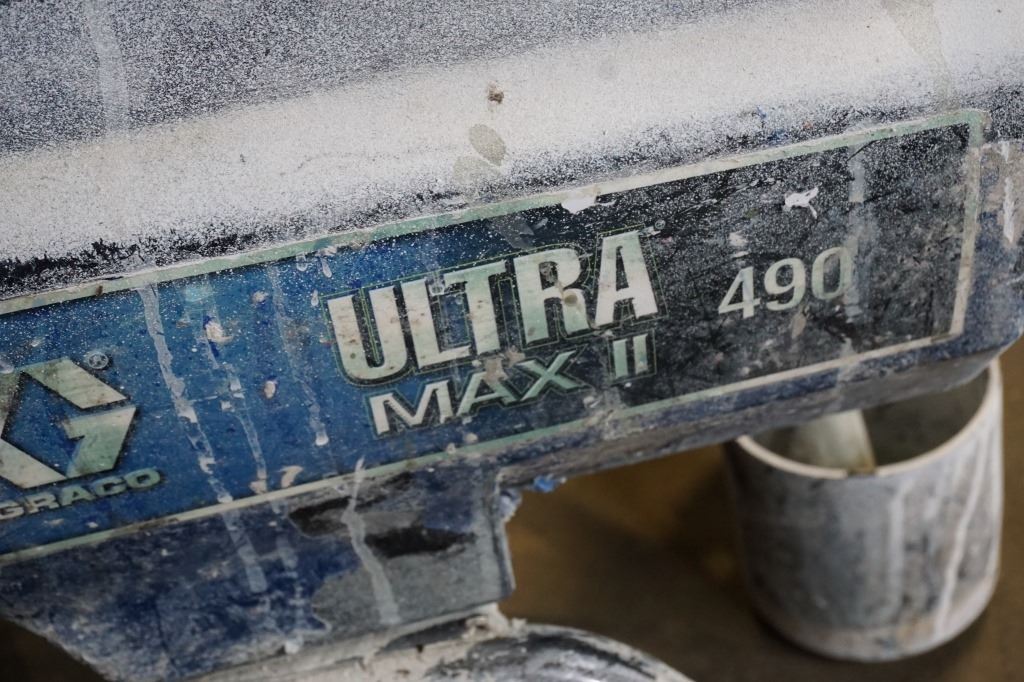 ULTRA
MAX II
490
®
GRACO